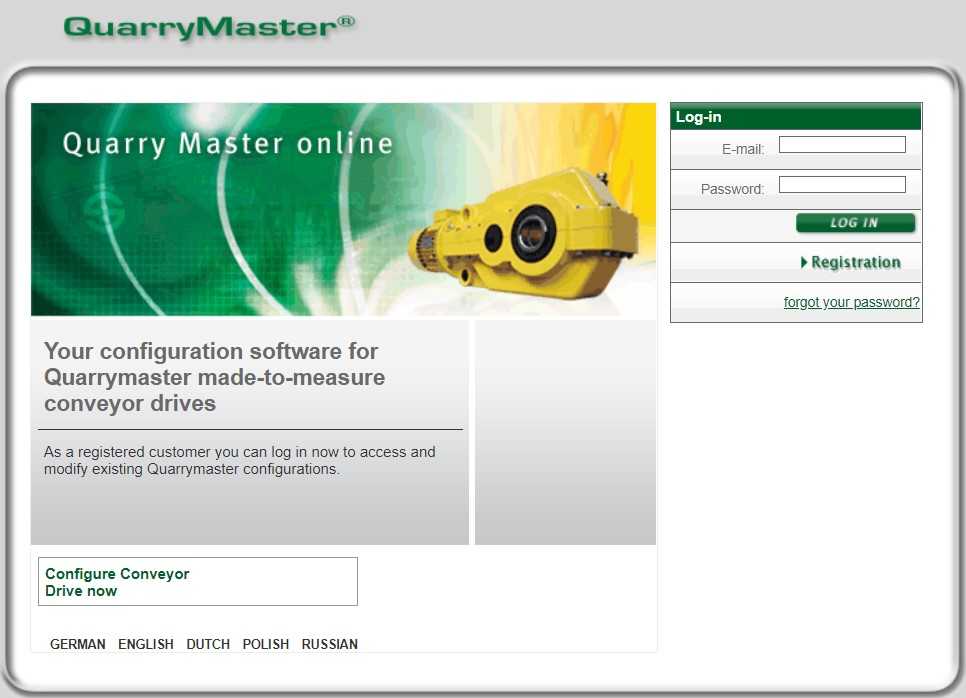 QuarryMaster®
Quarry Master online
Log-in
E-mail:
Password:
LOG IN
Registration
forgot your password?
Your configuration software for
Quarrymaster made-to-measure
conveyor drives
As a registered customer you can log in now to access and
modify existing Quarrymaster configurations.
Configure Conveyor
Drive now
GERMAN ENGLISH DUTCH POLISH RUSSIAN